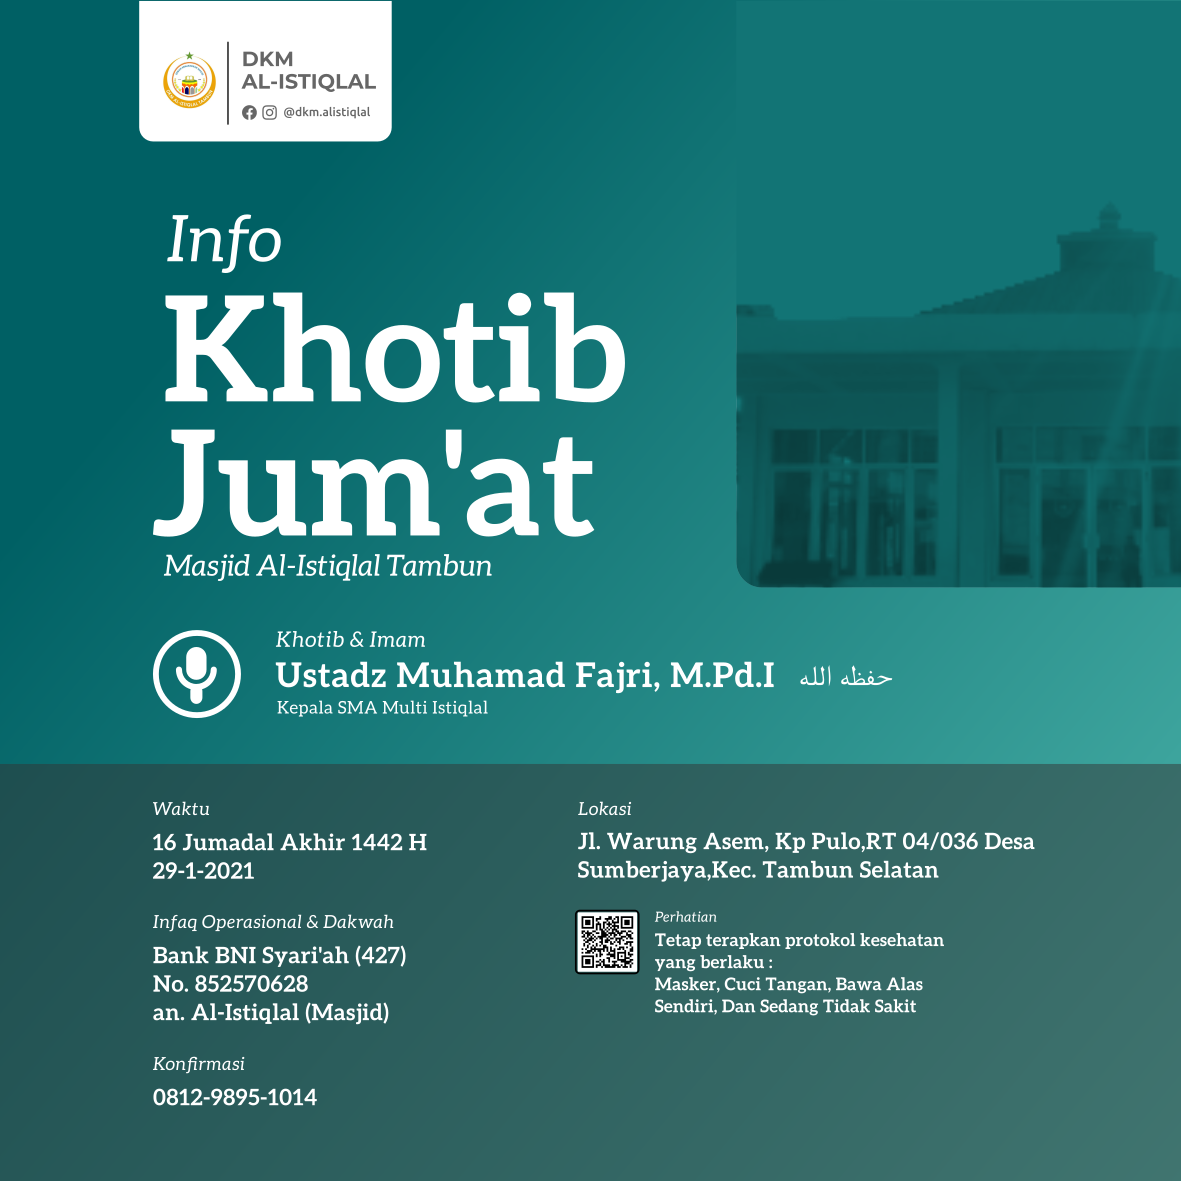 DKM
AL-ISTIQLAL
@dkm.alistiqlal
Info
Khotib
Jum'at
Masjid Al-Istiqlal Tambun
Khotib & Imam
Ustadz Muhamad Fajri, M.Pd.I حفظه الله
Kepala SMA Multi Istiqlal
Waktu
16 Jumadal Akhir 1442 H
29-1-2021
Infaq Operasional & Dakwah
Bank BNI Syari'ah (427)
No. 852570628
an. Al-Istiqlal (Masjid)
Konfirmasi
0812-9895-1014
Lokasi
Jl. Warung Asem, Kp Pulo,RT 04/036 Desa
Sumberjaya,Kec. Tambun Selatan
Perhatian
Tetap terapkan protokol kesehatan
yang berlaku :
Masker, Cuci Tangan, Bawa Alas
Sendiri, Dan Sedang Tidak Sakit